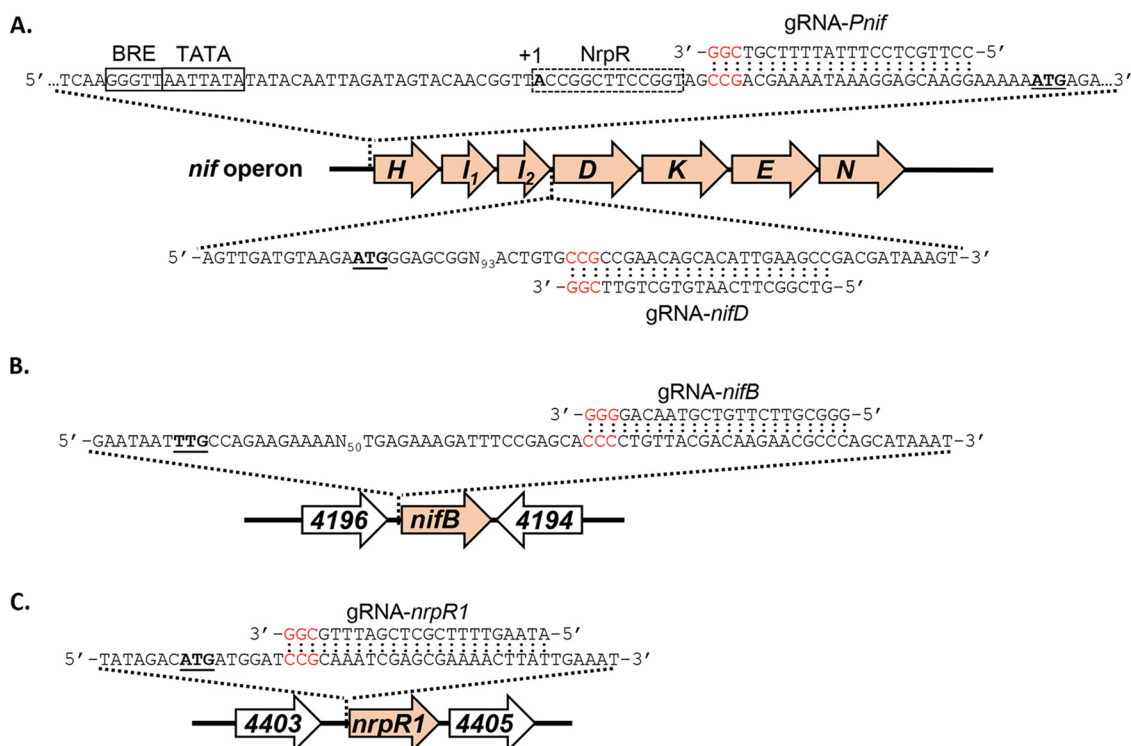 A.
gRNA-Pnif
BRE TATA +1 NrpR 3′-GGCTGCTTTTATTTCCTCGTTCC-5′
5′…TCAAGGGTTAATTATATATACAATTAGATAGTACAACGGTTACCGGCTTCCGGTAGCCGACGAAAATAAAGGAGCAAGGAAAAAATGAGA…3′
nif operon H I1 I2 D K E N
5′-AGTTGATGTAAGAATGGGAGCGGN93ACTGTGCCGCCGAACAGCACATTGAAGCCGACGATAAAGT-3′
3′-GGCTTGTCGTGTAACTTCGGCTG-5′
gRNA-nifD
B.
gRNA-nifB
3′-GGGGACAATGCTGTTCTTGCGGG-5′
5′-GAATAATTTGCCAGAAGAAAAN50TGAGAAAGATTTCCGAGCACCCCTGTTACGACAAGAACGCCCAGCATAAAT-3′
4196 nifB 4194
C.
gRNA-nrpR1
3′-GGCGTTTAGCTCGCTTTTGAATA-5′
5′-TATAGACATGATGGATCCGCAAATCGAGCGAAAACTTATTGAAAT-3′
4403 nrpR1 4405